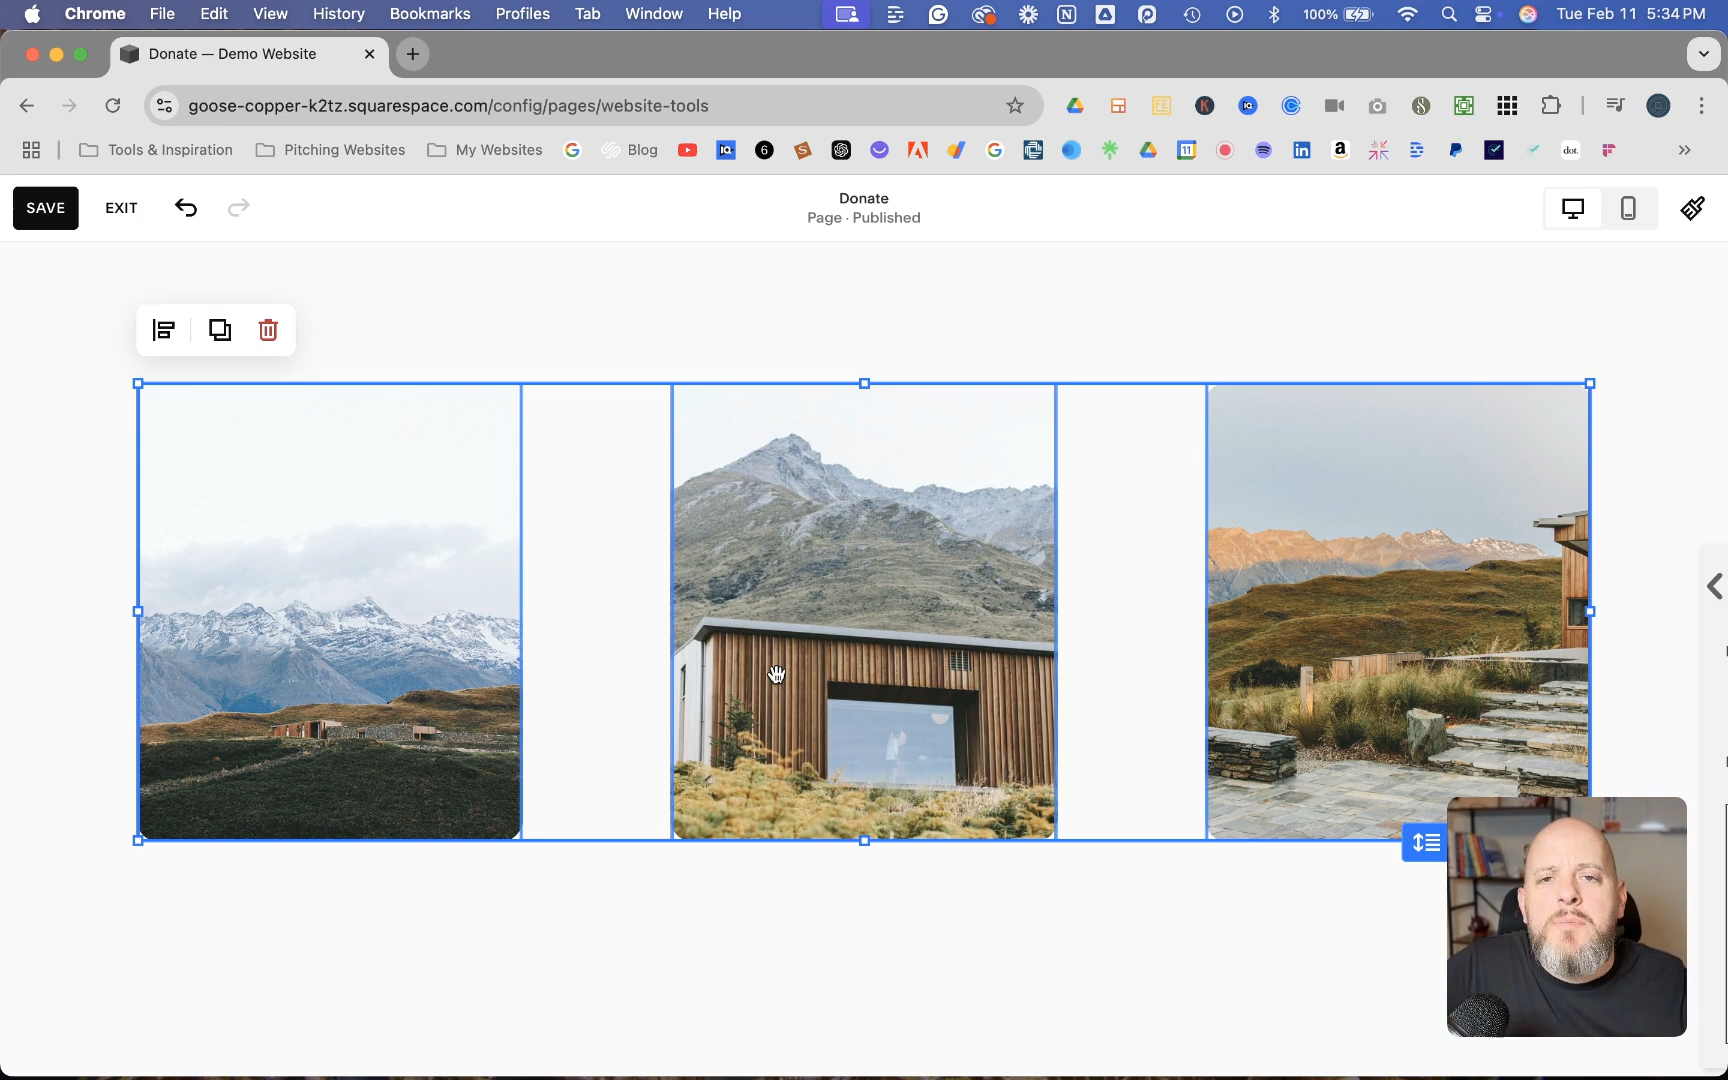 Chrome File Edit View History Bookmarks Profiles Tab Window Help 100% Tue Feb 11 5:34 PM
Donate — Demo Website
goose-copper-k2tz.squarespace.com/config/pages/website-tools
Tools & Inspiration Pitching Websites My Websites Blog
SAVE EXIT
Donate
Page · Published